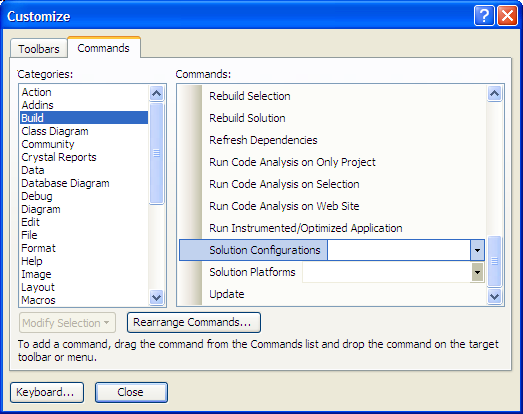 Customize
Toolbars
Commands
Categories:
Commands:
Action
Addins
Build
Class Diagram
Community
Crystal Reports
Data
Database Diagram
Debug
Diagram
Edit
File
Format
Help
Image
Layout
Macros
Rebuild Selection
Rebuild Solution
Refresh Dependencies
Run Code Analysis on Only Project
Run Code Analysis on Selection
Run Code Analysis on Web Site
Run Instrumented/Optimized Application
Solution Configurations
Solution Platforms
Update
Modify Selection
Rearrange Commands...
To add a command, drag the command from the Commands list and drop the command on the target
toolbar or menu.
Keyboard...
Close